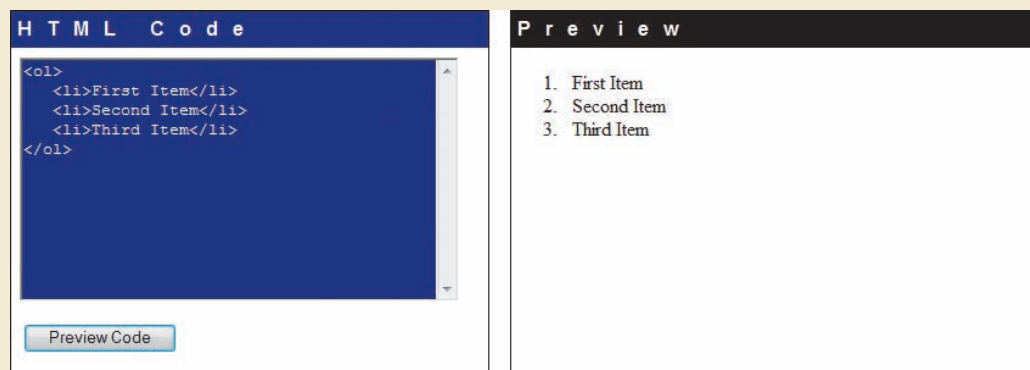 HTML Code
<ol>
<li>First Item</li>
<li>Second Item</li>
<li>Third Item</li>
</ol>
Preview Code
Preview
1. First Item
2. Second Item
3. Third Item